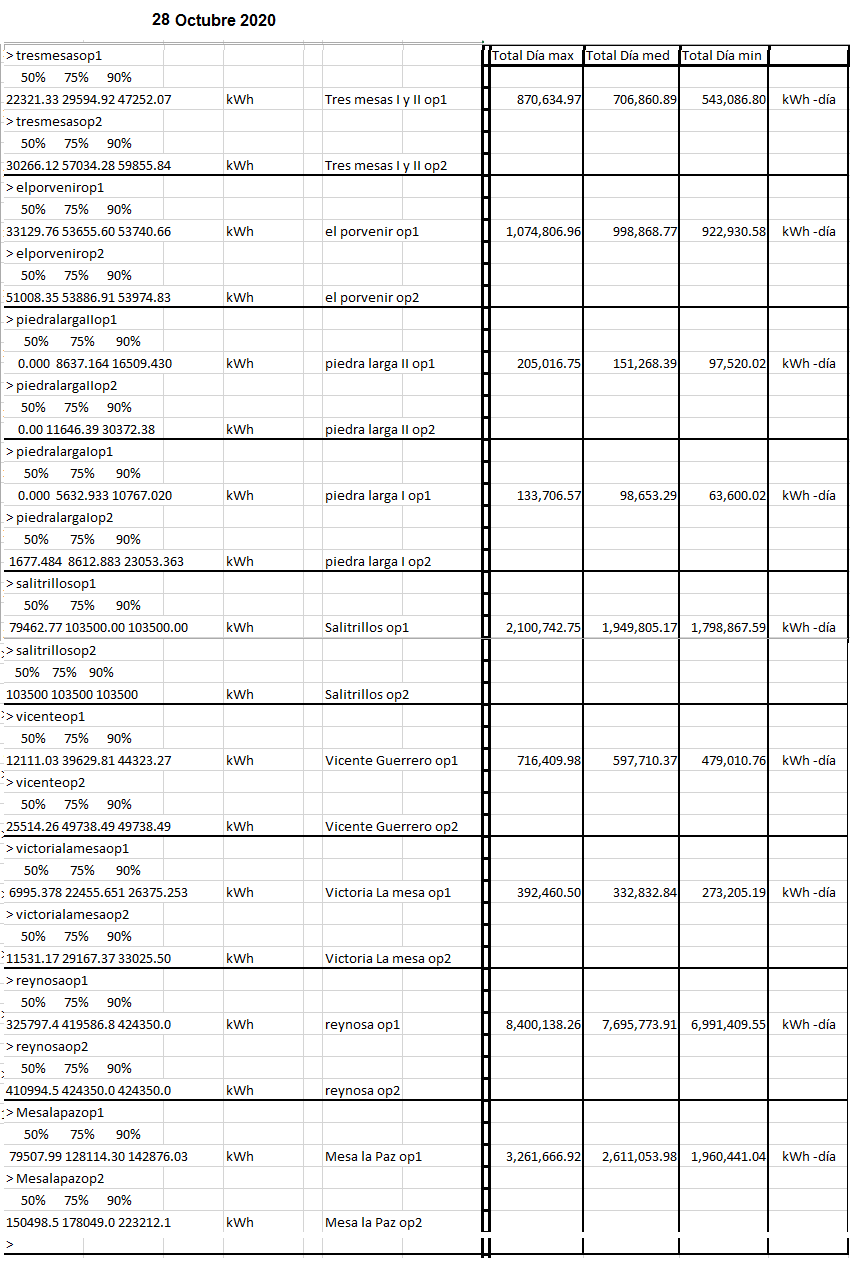 28 Octubre 2020
> tresmesasop1 Total Día max Total Día med Total Día min
50% 75% 90%
22321.33 29594.92 47252.07 kWh Tres mesas I y II op1 870,634.97 706,860.89 543,086.80 kWh -día
> tresmesasop2
50% 75% 90%
30266.12 57034.28 59855.84 kWh Tres mesas I y II op2
> elporvenirop1
50% 75% 90%
33129.76 53655.60 53740.66 kWh el porvenir op1 1,074,806.96 998,868.77 922,930.58 kWh -día
> elporvenirop2
50% 75% 90%
51008.35 53886.91 53974.83 kWh el porvenir op2
> piedralargaIIop1
50% 75% 90%
0.000 8637.164 16509.430 kWh piedra larga II op1 205,016.75 151,268.39 97,520.02 kWh -día
> piedralargaIIop2
50% 75% 90%
0.00 11646.39 30372.38 kWh piedra larga II op2
> piedralargaIop1
50% 75% 90%
0.000 5632.933 10767.020 kWh piedra larga I op1 133,706.57 98,653.29 63,600.02 kWh -día
> piedralargaIop2
50% 75% 90%
1677.484 8612.883 23053.363 kWh piedra larga I op2
> salitrillosop1
50% 75% 90%
79462.77 103500.00 103500.00 kWh Salitrillos op1 2,100,742.75 1,949,805.17 1,798,867.59 kWh -día
> salitrillosop2
50% 75% 90%
103500 103500 103500 kWh Salitrillos op2
> vicenteop1
50% 75% 90%
12111.03 39629.81 44323.27 kWh Vicente Guerrero op1 716,409.98 597,710.37 479,010.76 kWh -día
> vicenteop2
50% 75% 90%
25514.26 49738.49 49738.49 kWh Vicente Guerrero op2
> victorialamesaop1
50% 75% 90%
6995.378 22455.651 26375.253 kWh Victoria La mesa op1 392,460.50 332,832.84 273,205.19 kWh -día
> victorialamesaop2
50% 75% 90%
11531.17 29167.37 33025.50 kWh Victoria La mesa op2
> reynosaop1
50% 75% 90%
325797.4 419586.8 424350.0 kWh reynosa op1 8,400,138.26 7,695,773.91 6,991,409.55 kWh -día
> reynosaop2
50% 75% 90%
410994.5 424350.0 424350.0 kWh reynosa op2
> Mesalapazop1
50% 75% 90%
79507.99 128114.30 142876.03 kWh Mesa la Paz op1 3,261,666.92 2,611,053.98 1,960,441.04 kWh -día
> Mesalapazop2
50% 75% 90%
150498.5 178049.0 223212.1 kWh Mesa la Paz op2
>